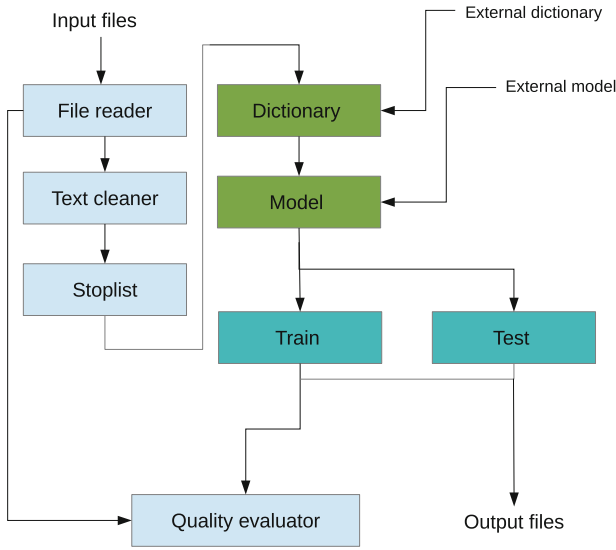 Input files
External dictionary
File reader
Dictionary
External model
Text cleaner
Model
Stoplist
Train
Test
Quality evaluator
Output files